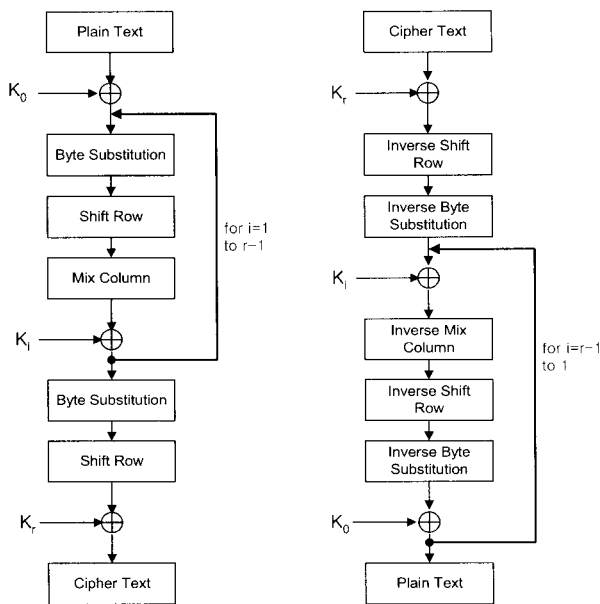 Plain Text
K0
Byte Substitution
Shift Row
Mix Column
for i=1
to r-1
Ki
Byte Substitution
Shift Row
Kr
Cipher Text
Cipher Text
Kr
Inverse Shift
Row
Inverse Byte
Substitution
Ki
Inverse Mix
Column
for i=r-1
to 1
Inverse Shift
Row
Inverse Byte
Substitution
K0
Plain Text